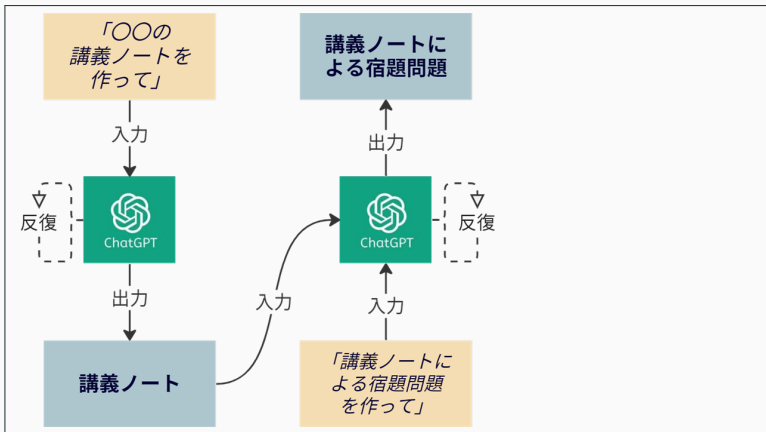 「〇〇の
講義ノートを
作って」
入力
反復
ChatGPT
出力
講義ノート
入力
講義ノートに
よる宿題問題
出力
ChatGPT
反復
入力
「講義ノートに
よる宿題問題
を作って」